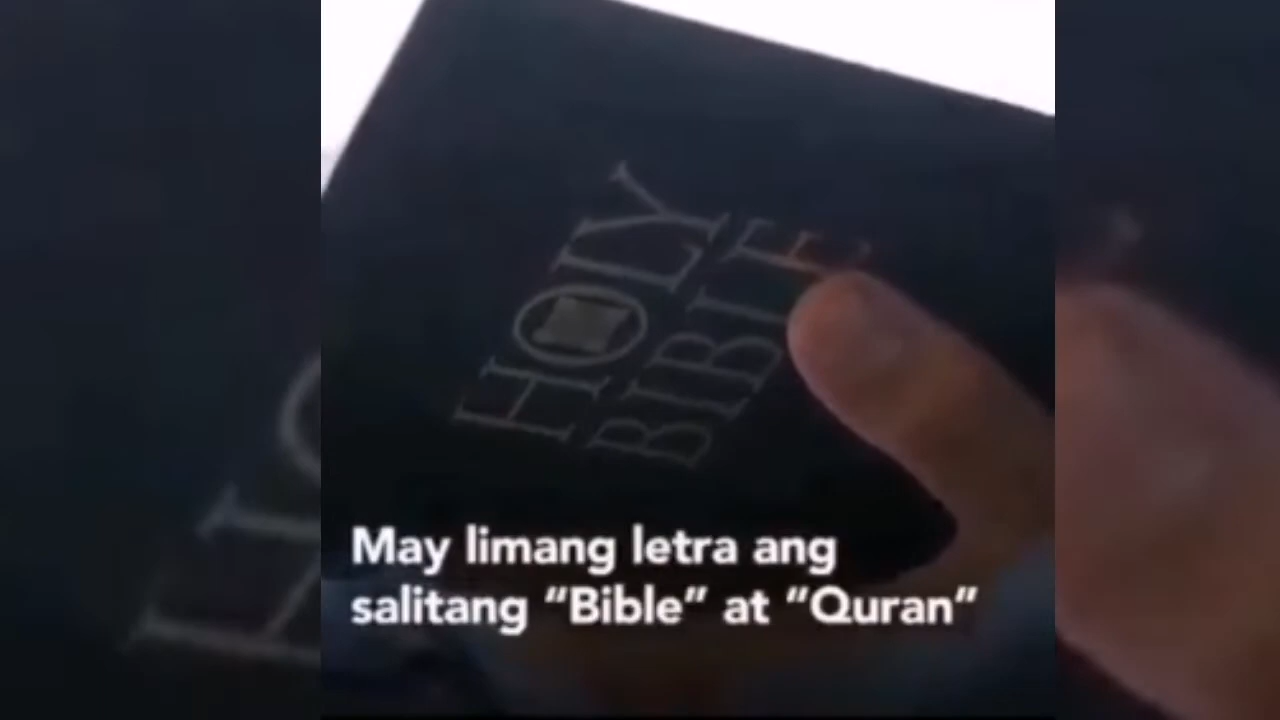 HOLY
BIBLE
May limang letra ang
salitang “Bible” at “Quran”